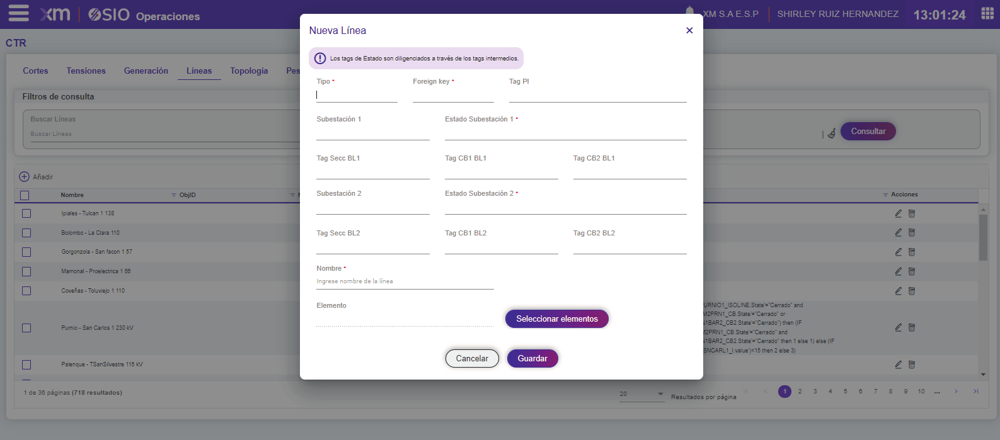 xm SIO Operaciones XM S.A E.S.P SHIRLEY RUIZ HERNANDEZ 13:01:24
CTR
Cortes Tensiones Generación Líneas Topología Pes
Filtros de consulta
Buscar Líneas
Buscar Líneas
Consultar
Añadir
Nombre ObjID Acciones
Ipiales - Tulcan 1 138
Bolombo - La Clara 110
Gorgonzola - San facon 1 57
Mamonal - Proelectrica 1 66
Coveñas - Toluviejo 1 110
Purnio - San Carlos 1 230 kV
PURNIO1_ISOLINE.State'="Cerrado" and
M2PRN1_CB.State'="Cerrado" or
N1BAR2_CB2.State'="Cerrado") then (IF
M2PRN1_CB.State'="Cerrado" and
N1BAR2_CB2.State'="Cerrado" then 1 else 1) else (IF
SNCARL1_I.value')<15 then 2 else 3)
Palenque - TSanSilvestre 115 kV
1 de 36 páginas (718 resultados)
20 Resultados por página 1 2 3 4 5 6 7 8 9 10 ...
Nueva Línea
Los tags de Estado son diligenciados a través de los tags intermedios.
Tipo * Foreign key * Tag PI
Subestación 1 Estado Subestación 1 *
Tag Secc BL1 Tag CB1 BL1 Tag CB2 BL1
Subestación 2 Estado Subestación 2 *
Tag Secc BL2 Tag CB1 BL2 Tag CB2 BL2
Nombre *
Ingrese nombre de la línea
Elemento
Seleccionar elementos
Cancelar Guardar